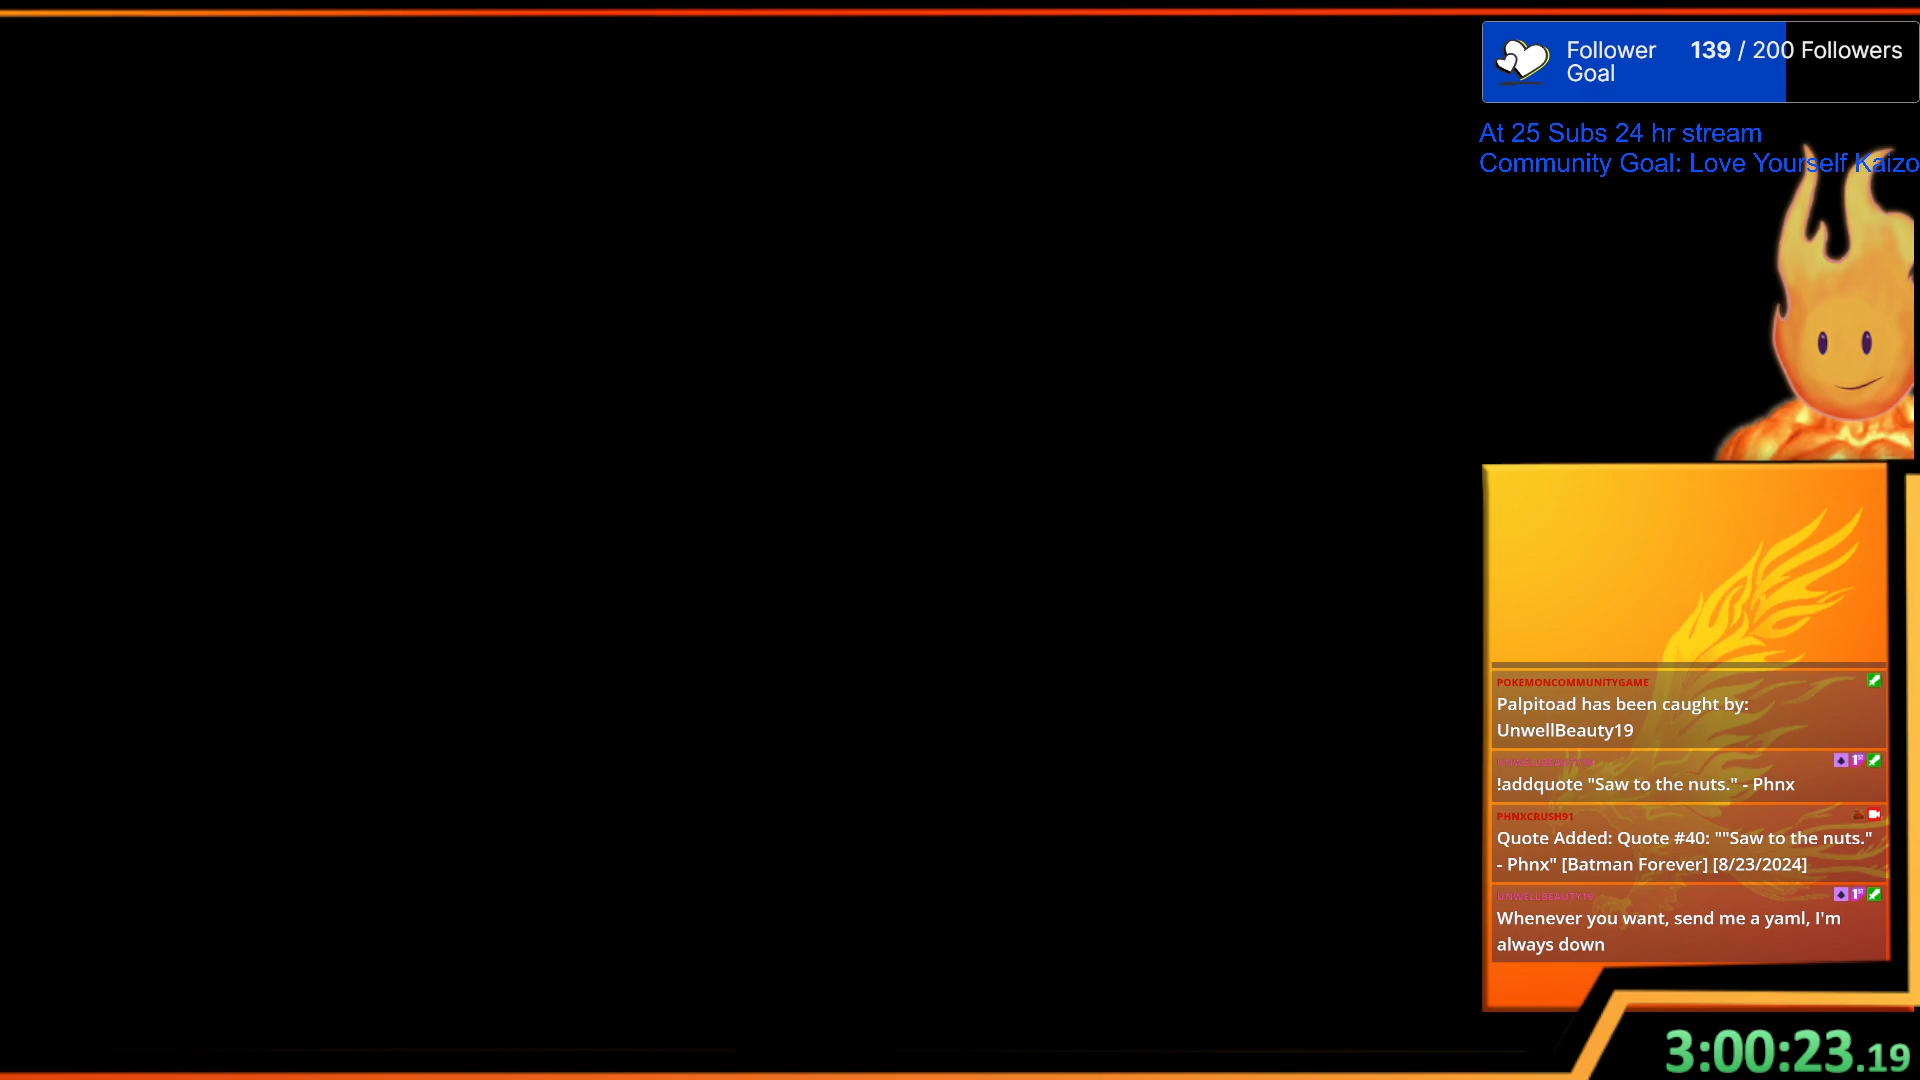 Follower Goal
139 / 200 Followers
At 25 Subs 24 hr stream
Community Goal: Love Yourself Kaizo
POKEMONCOMMUNITYGAME
Palpitoad has been caught by:
UnwellBeauty19
UNWELLBEAUTY19
!addquote "Saw to the nuts." - Phnx
PHNXCRUSH91
Quote Added: Quote #40: ""Saw to the nuts."
- Phnx" [Batman Forever] [8/23/2024]
UNWELLBEAUTY19
Whenever you want, send me a yaml, I'm
always down
3:00:23.19